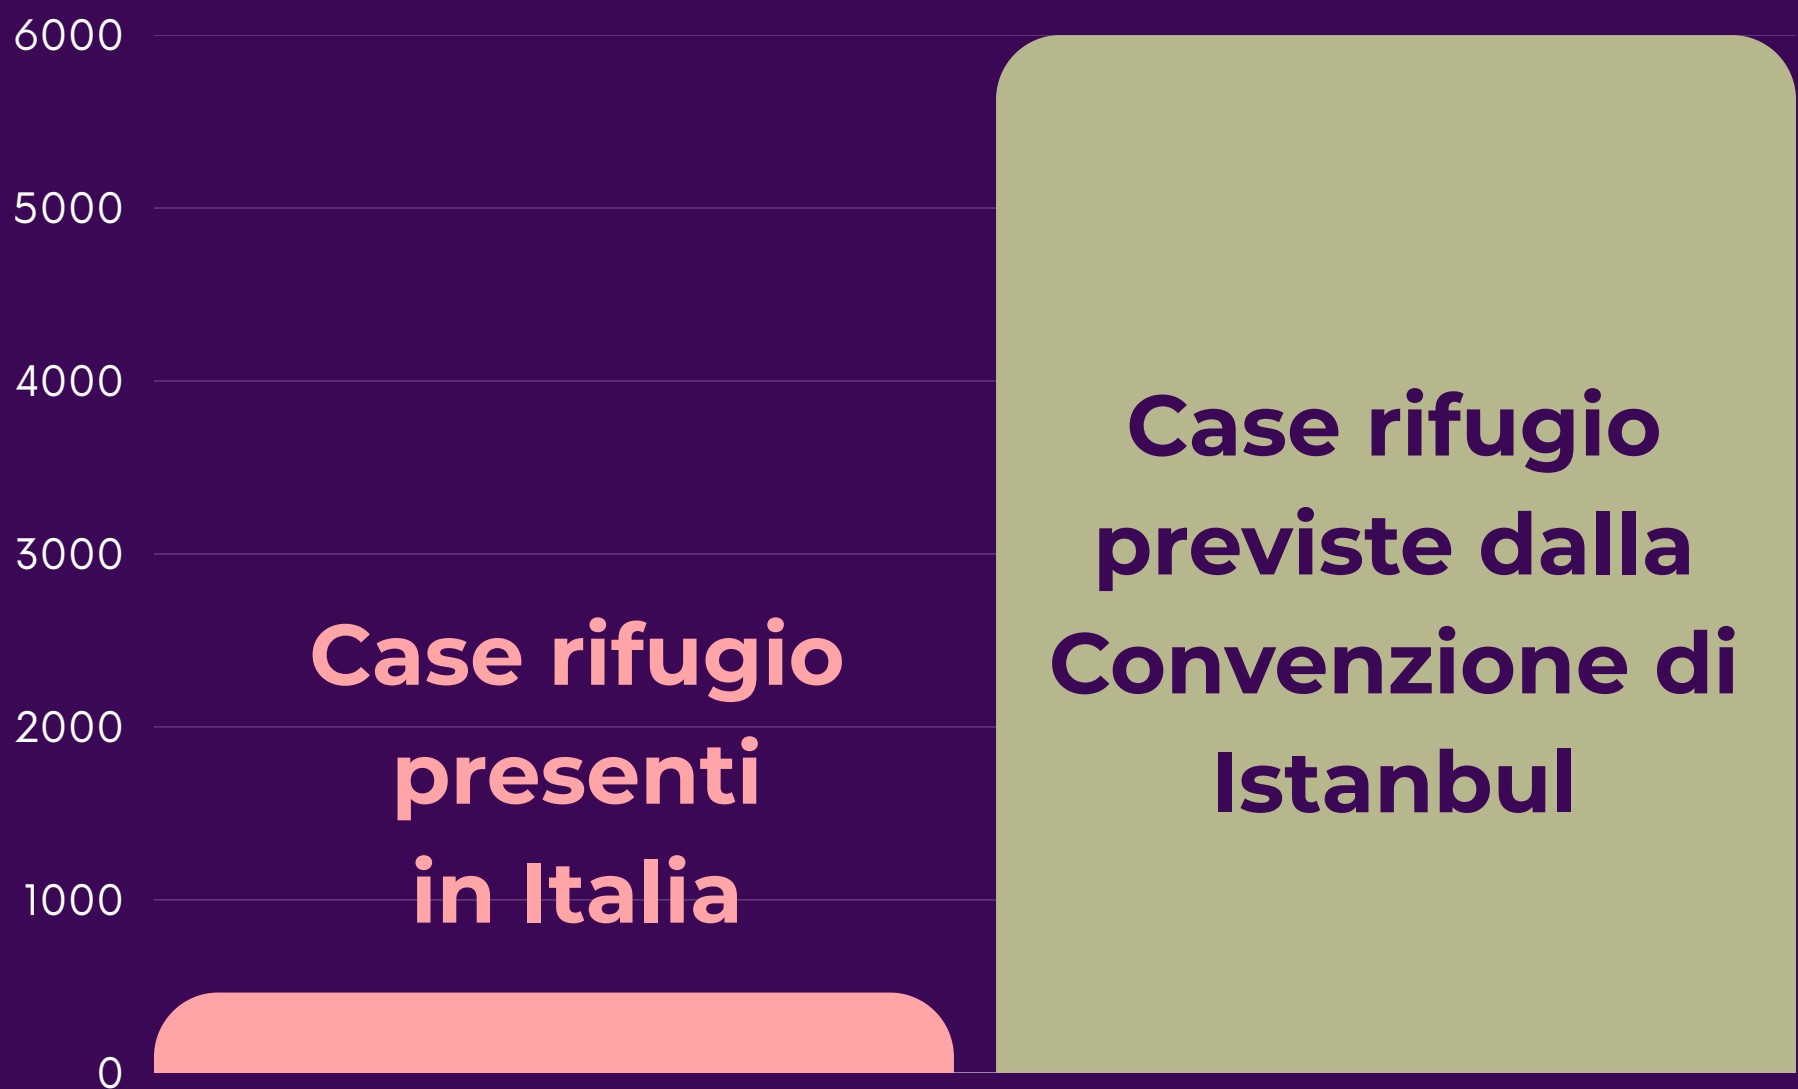 6000
5000
4000
3000
2000
1000
0
Case rifugio
presenti
in Italia
Case rifugio
previste dalla
Convenzione di
Istanbul